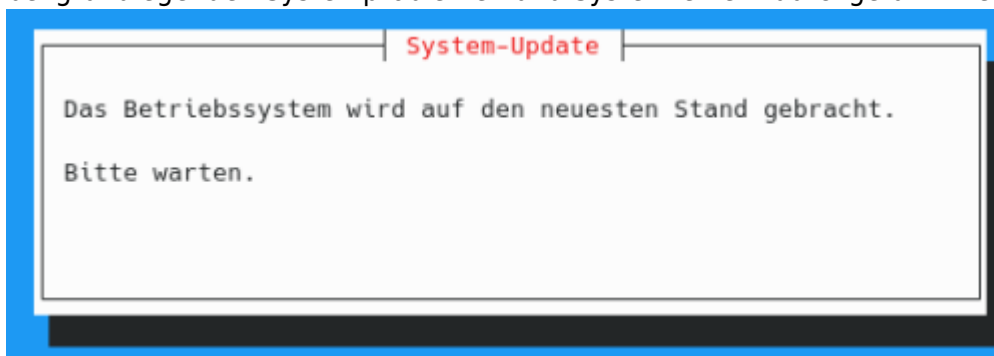 System-Update
Das Betriebssystem wird auf den neuesten Stand gebracht.
Bitte warten.